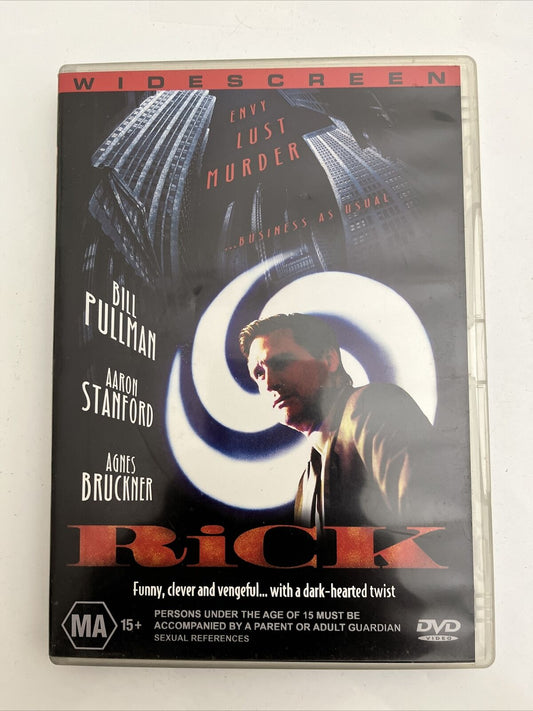 WIDESCREEN
ENVY
LUST
MURDER
...BUSINESS AS USUAL
BILL
PULLMAN
AARON
STANFORD
AGNES
BRUCKNER
RiCK
Funny, clever and vengeful... with a dark-hearted twist
MA 15+
PERSONS UNDER THE AGE OF 15 MUST BE
ACCOMPANIED BY A PARENT OR ADULT GUARDIAN
SEXUAL REFERENCES
DVD
VIDEO